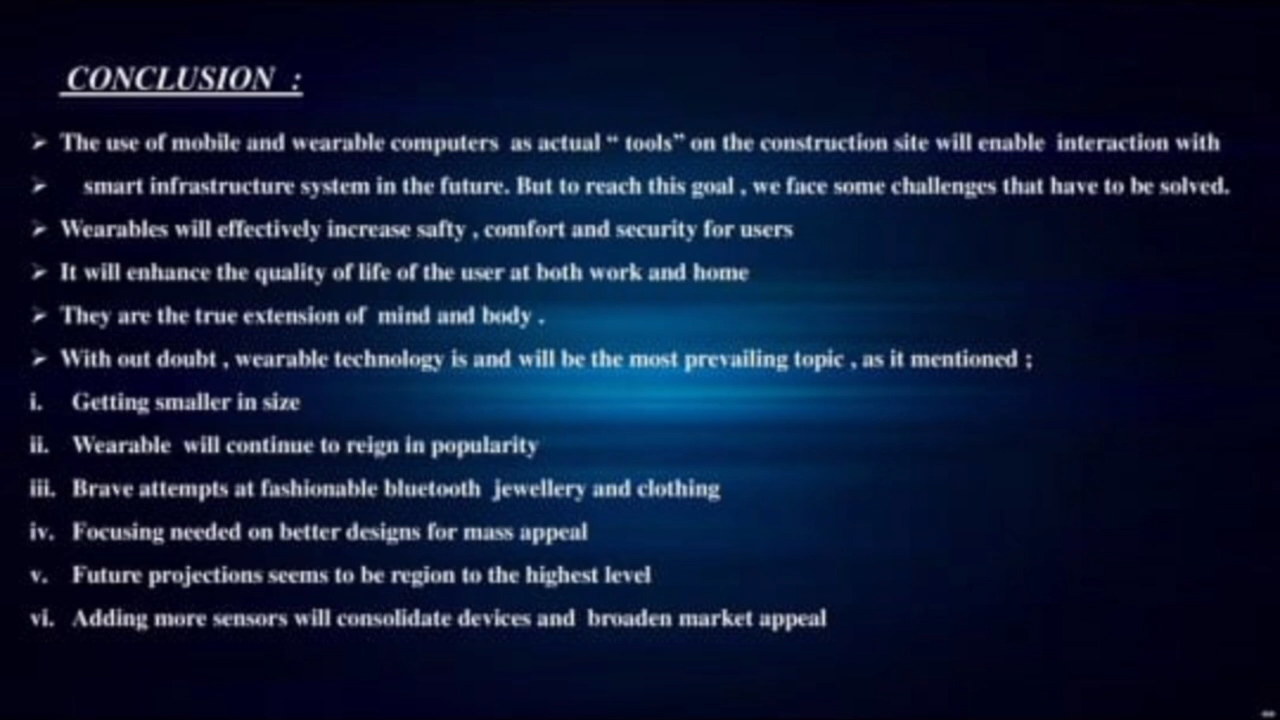 CONCLUSION :
➢ The use of mobile and wearable computers as actual “ tools” on the construction site will enable interaction with
➢ smart infrastructure system in the future. But to reach this goal , we face some challenges that have to be solved.
➢ Wearables will effectively increase safty , comfort and security for users
➢ It will enhance the quality of life of the user at both work and home
➢ They are the true extension of mind and body .
➢ With out doubt , wearable technology is and will be the most prevailing topic , as it mentioned ;
i. Getting smaller in size
ii. Wearable will continue to reign in popularity
iii. Brave attempts at fashionable bluetooth jewellery and clothing
iv. Focusing needed on better designs for mass appeal
v. Future projections seems to be region to the highest level
vi. Adding more sensors will consolidate devices and broaden market appeal